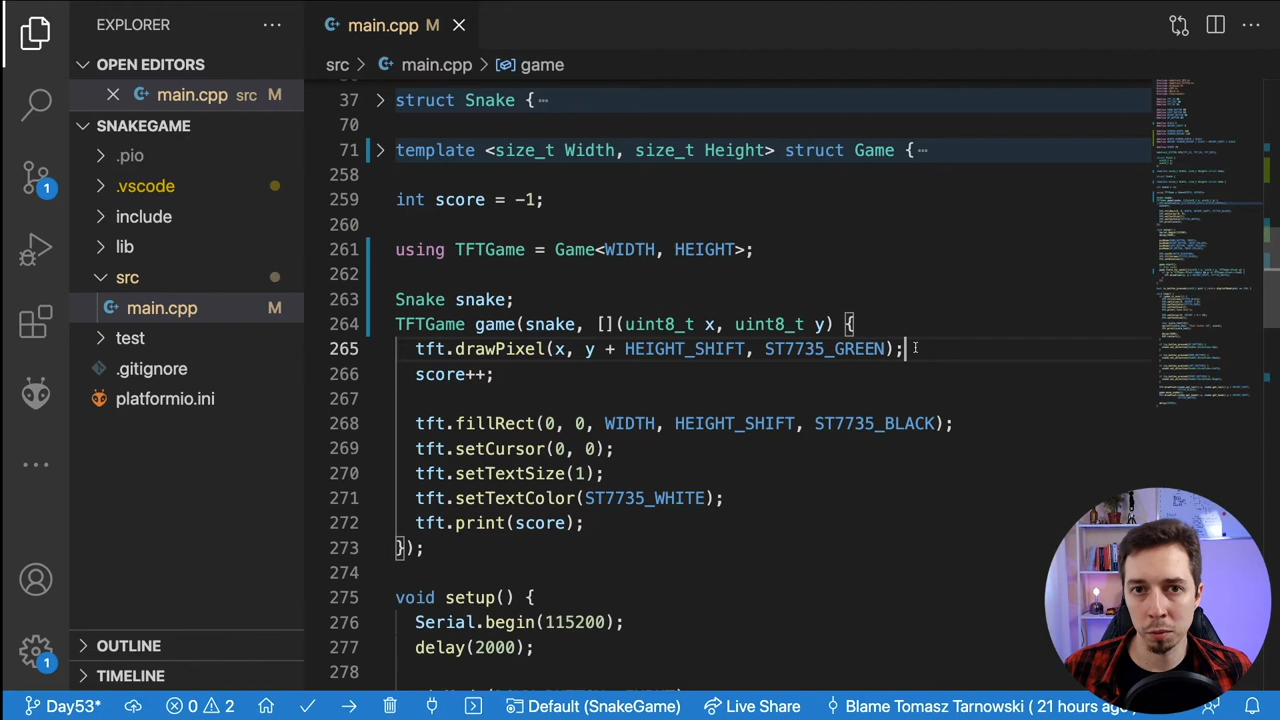 EXPLORER
main.cpp M
OPEN EDITORS
main.cpp src M
SNAKEGAME
.pio
.vscode
include
lib
src
main.cpp M
test
.gitignore
platformio.ini
OUTLINE
TIMELINE
1
1
src main.cpp game
37 struct Snake {
70
71 size_t Width, size_t Height> struct Game {
258
259 int score = -1;
260
261 using TFTGame = Game<WIDTH, HEIGHT>;
262
263 Snake snake;
264 TFTGame game(snake, [](uint8_t x, uint8_t y) {
265 tft.drawPixel(x, y + HEIGHT_SHIFT, ST7735_GREEN);
266 score++;
267
268 tft.fillRect(0, 0, WIDTH, HEIGHT_SHIFT, ST7735_BLACK);
269 tft.setCursor(0, 0);
270 tft.setTextSize(1);
271 tft.setTextColor(ST7735_WHITE);
272 tft.print(score);
273 });
274
275 void setup() {
276 Serial.begin(115200);
277 delay(2000);
278
Day53* 0 2 Default (SnakeGame) Live Share Blame Tomasz Tarnowski ( 21 hours ago )